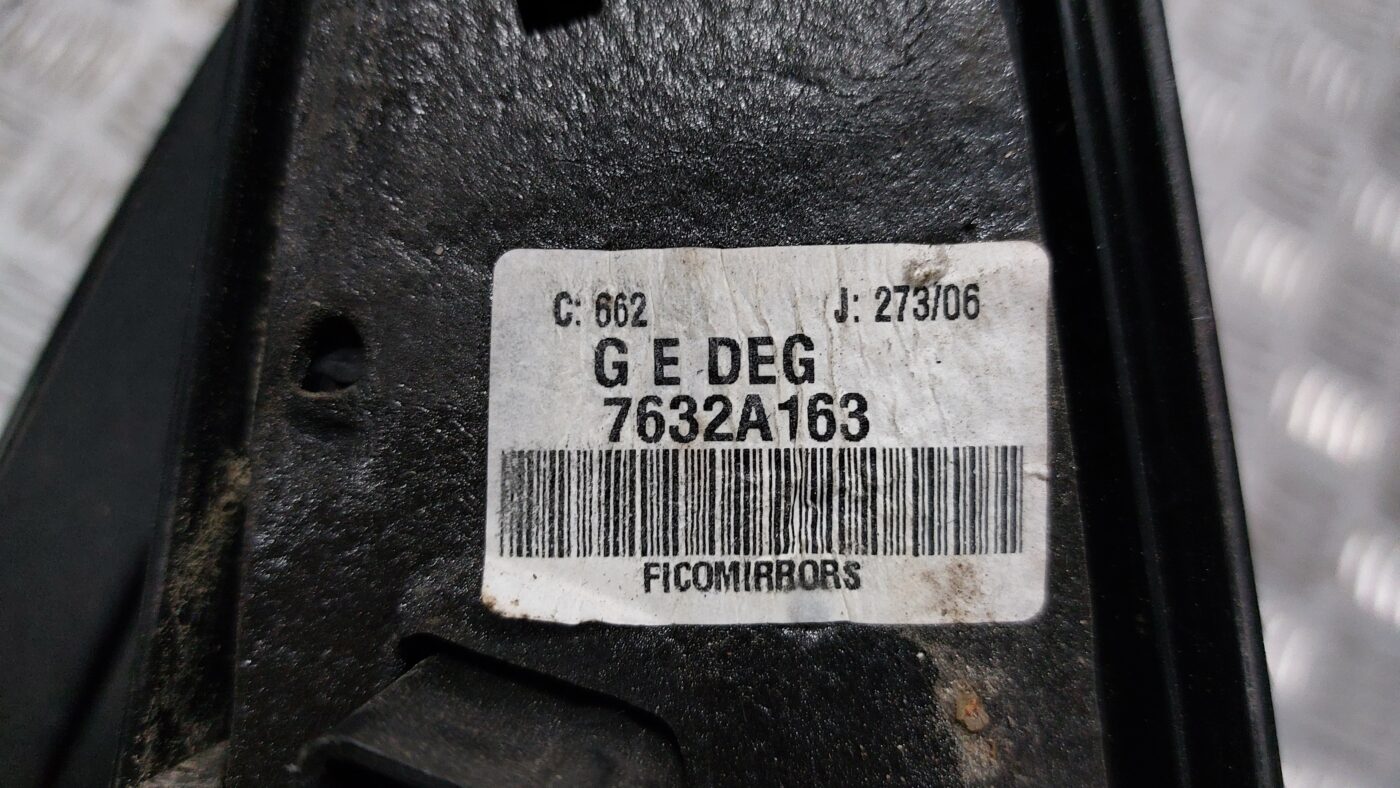 C: 662 J: 273/06
G E DEG
7632A163
FICOMIRRORS